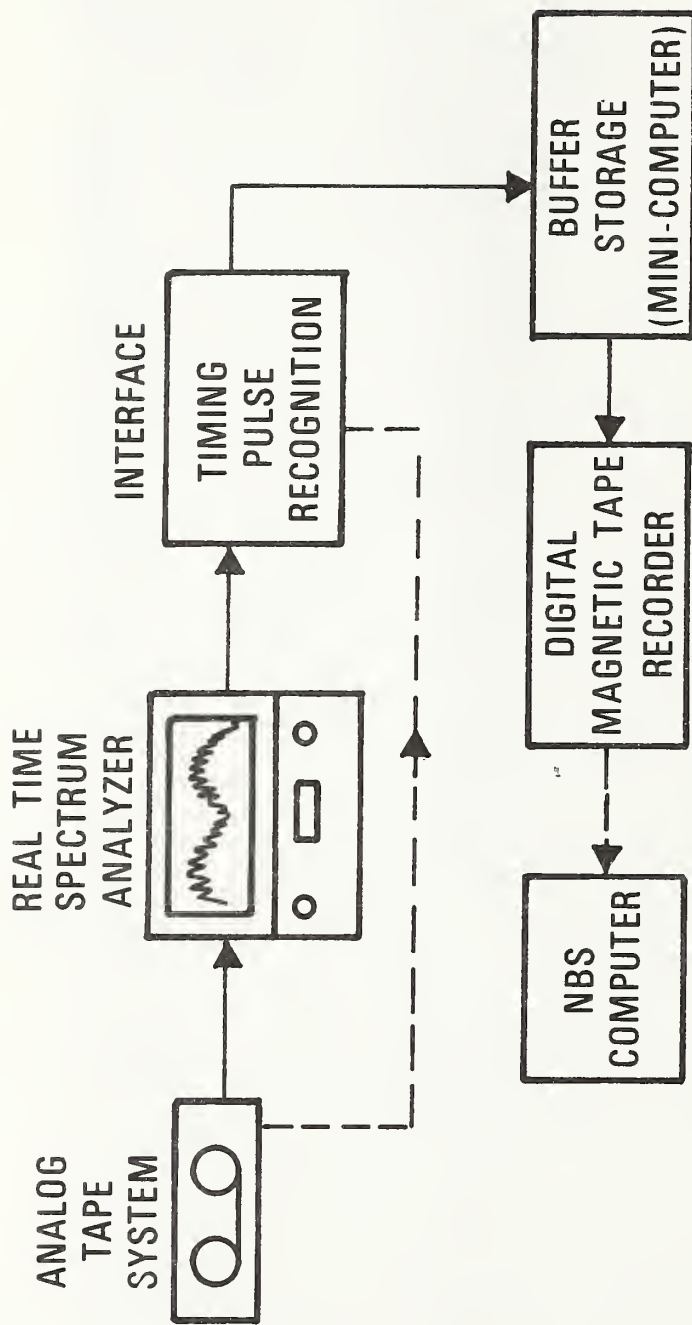 ANALOG
TAPE
SYSTEM
REAL TIME
SPECTRUM
ANALYZER
INTERFACE
TIMING
PULSE
RECOGNITION
BUFFER
STORAGE
(MINI-COMPUTER)
DIGITAL
MAGNETIC TAPE
RECORDER
NBS
COMPUTER